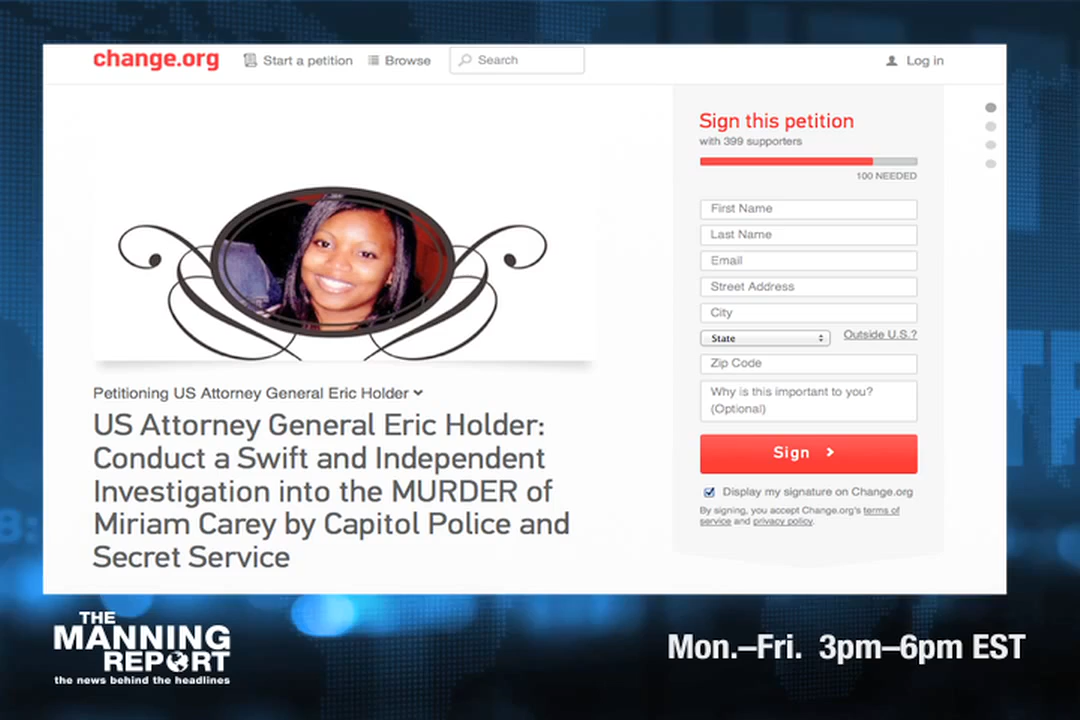 change.org
Start a petition
Browse
Search
Log in
Sign this petition
with 399 supporters
100 NEEDED
First Name
Last Name
Email
Street Address
City
State
Outside U.S.?
Zip Code
Why is this important to you?
(Optional)
Sign
Display my signature on Change.org
By signing, you accept Change.org's terms of
service and privacy policy.
Petitioning US Attorney General Eric Holder
US Attorney General Eric Holder:
Conduct a Swift and Independent
Investigation into the MURDER of
Miriam Carey by Capitol Police and
Secret Service
THE
MANNING
REPORT
the news behind the headlines
Mon.–Fri. 3pm–6pm EST